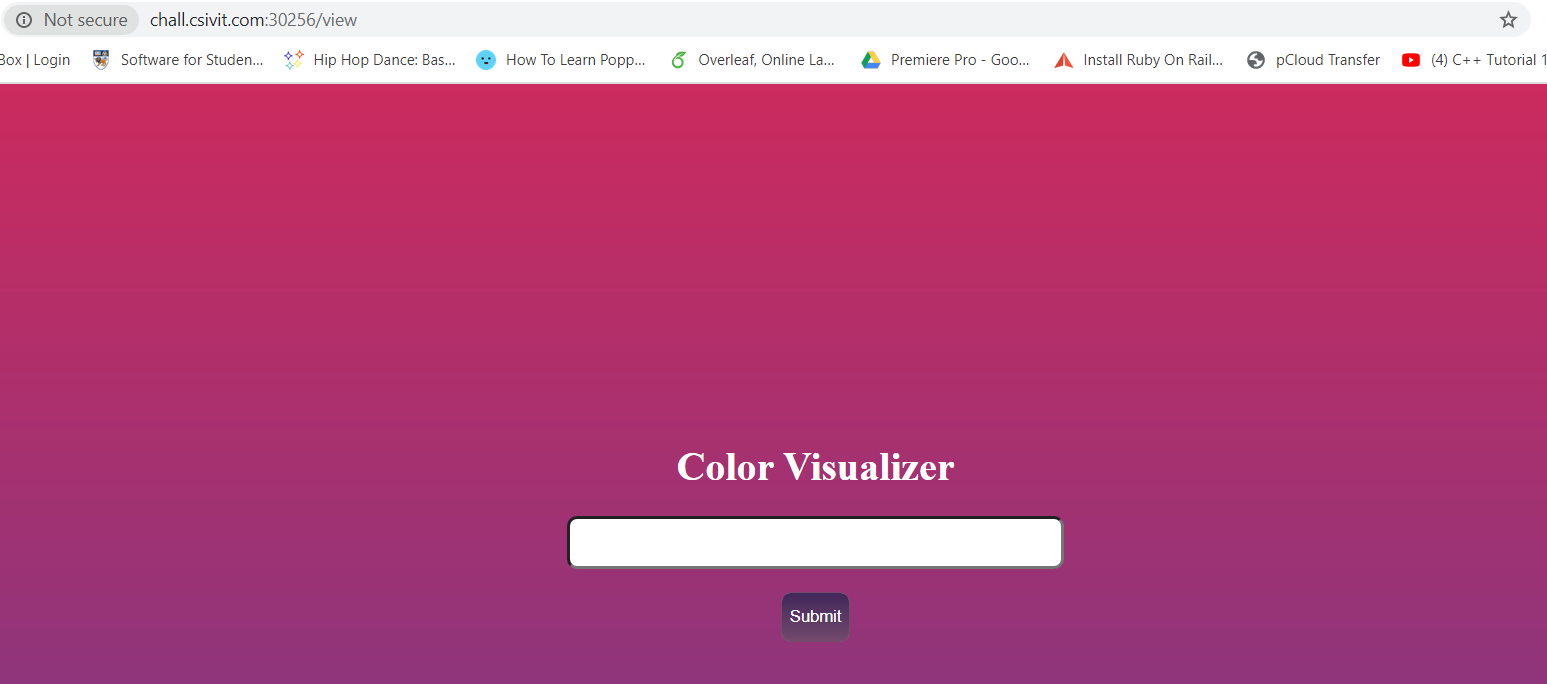 Not secure chall.csivit.com:30256/view
Box | Login Software for Studen... Hip Hop Dance: Bas... How To Learn Popp... Overleaf, Online La... Premiere Pro - Goo... Install Ruby On Rail... pCloud Transfer (4) C++ Tutorial 1
Color Visualizer
Submit